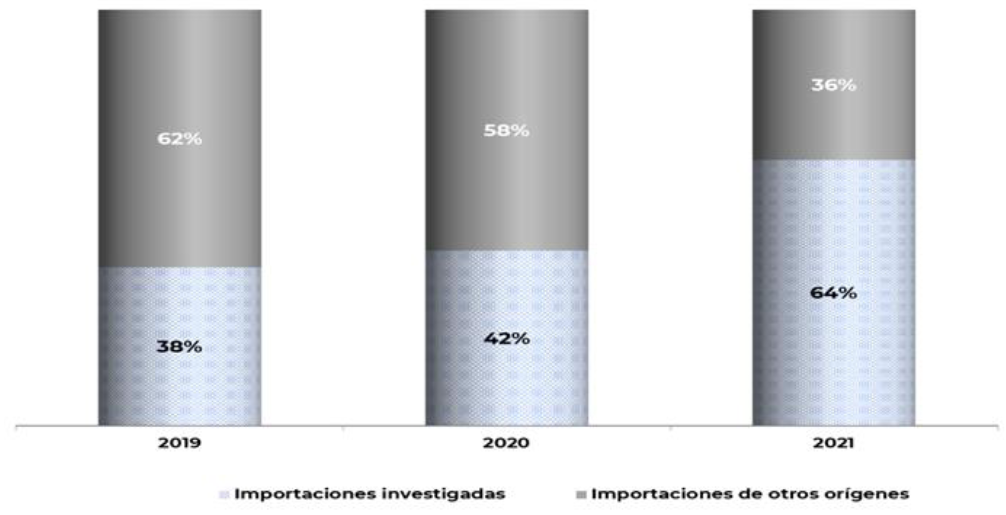 62% 58% 36%
38% 42% 64%
2019 2020 2021
Importaciones investigadas Importaciones de otros orígenes